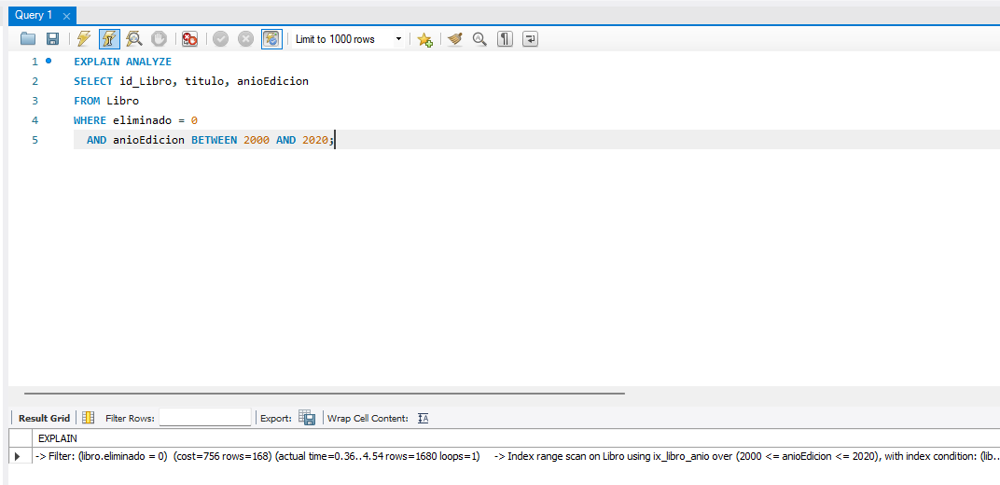 Query 1
Limit to 1000 rows
1 EXPLAIN ANALYZE
2 SELECT id_Libro, titulo, anioEdicion
3 FROM Libro
4 WHERE eliminado = 0
5 AND anioEdicion BETWEEN 2000 AND 2020;
Result Grid Filter Rows: Export: Wrap Cell Content:
EXPLAIN
-> Filter: (libro.eliminado = 0) (cost=756 rows=168) (actual time=0.36..4.54 rows=1680 loops=1) -> Index range scan on Libro using ix_libro_anio over (2000 <= anioEdicion <= 2020), with index condition: (lib...